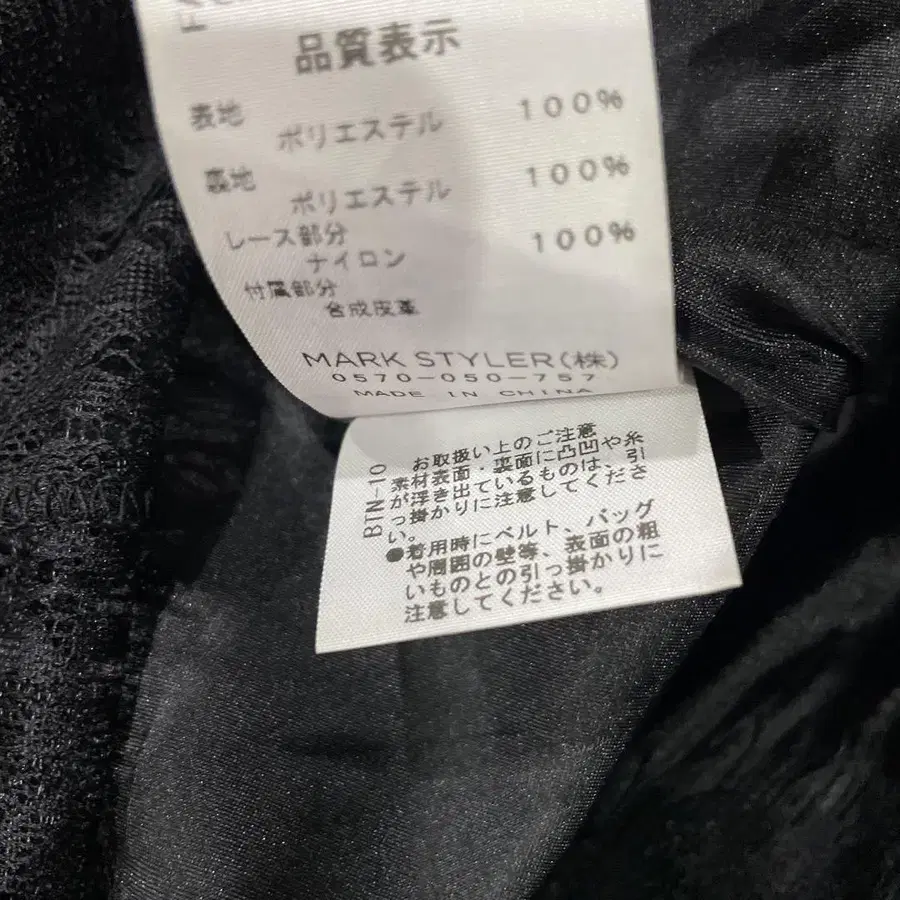 品質表示
表地
ポリエステル 100%
裏地
ポリエステル 100%
レース部分
ナイロン 100%
付属部分
合成皮革
MARK STYLER(株)
0570-050-757
MADE IN CHINA
BTN-10
お取扱い上のご注意
素材表面・裏面に凸凹や糸
が浮き出ているものは、引
っ掛かりに注意してくださ
い。
●着用時にベルト、バッグ
や周囲の壁等、表面の粗
いものとの引っ掛かりに
注意してください。